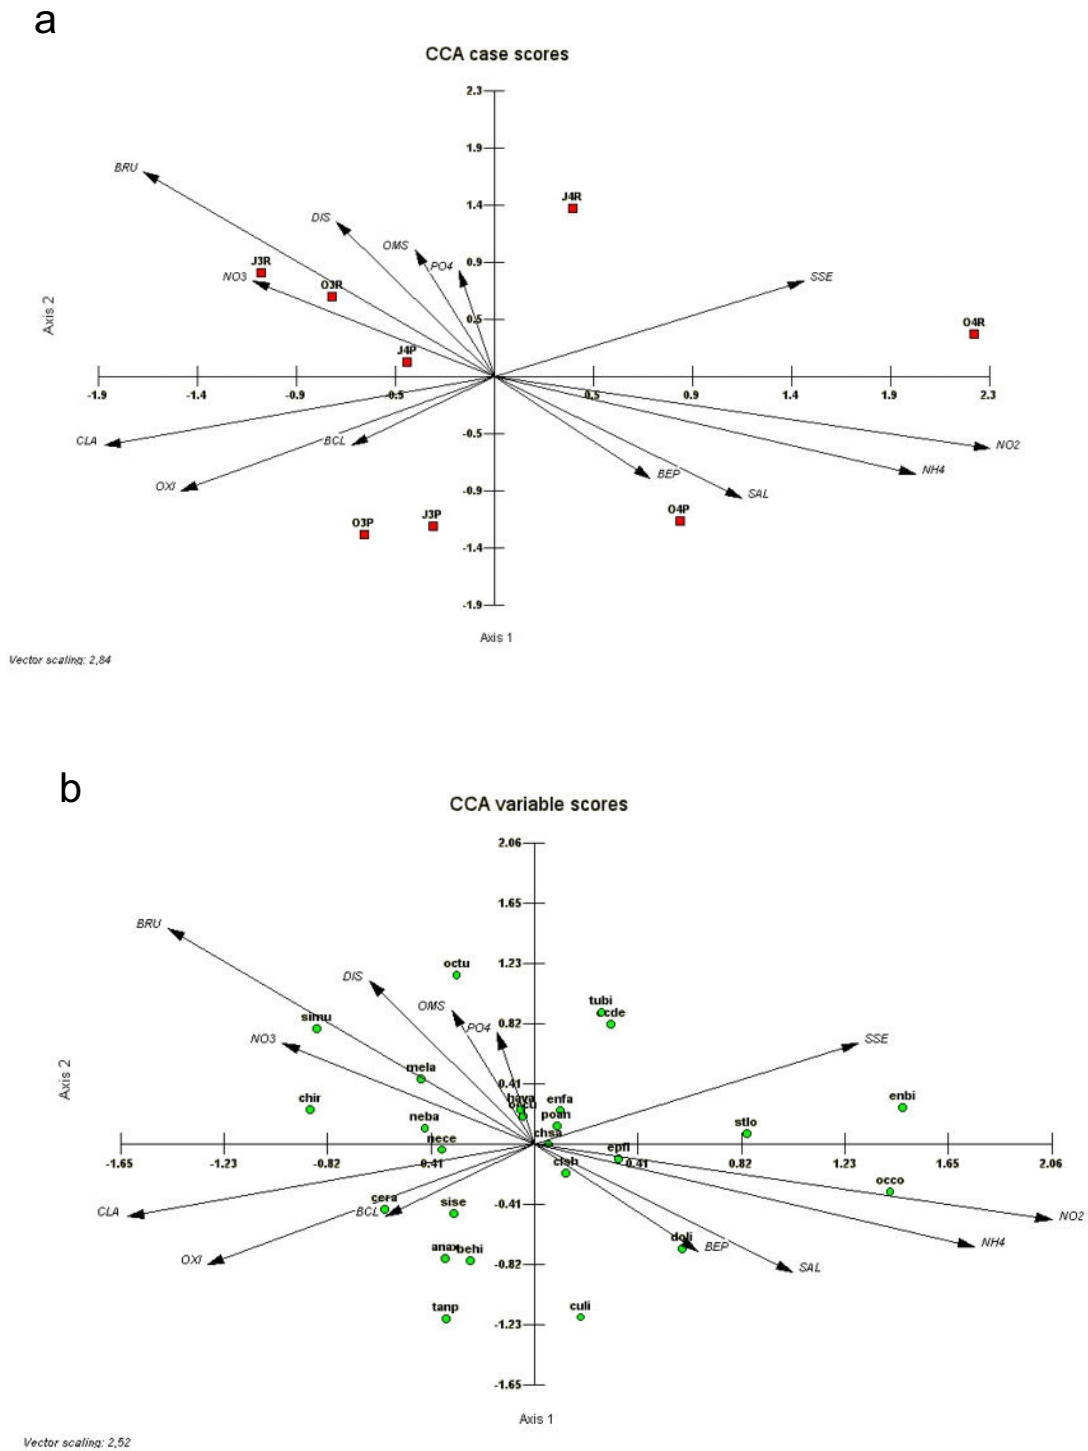 a
CCA case scores
2.3
1.9
BRU
1.4
J4R
DIS
OMS
0.9
J3R
PO4
NO3
SSE
O3R
Axis 2
0.5
O4R
J4P
-1.9 -1.4 -0.9 -0.5 0.5 0.9 1.4 1.9 2.3
CLA
-0.5
BCL
NO2
NH4
BEP
OXI
-0.9
SAL
O4P
J3P
O3P
-1.4
-1.9
Axis 1
Vector scaling: 2,84
b
CCA variable scores
2.06
1.65
BRU
1.23
octu
DIS
OMS
tubi
0.82
simu
PO4
NO3
SSE
mela
Axis 2
0.41
chir
hava
enfa
enbi
neba
poan
stlo
chsa
nece
epfl
-1.65 -1.23 -0.82 -0.41 0.41 0.82 1.23 1.65 2.06
clsh
occo
cera
-0.41
sise
CLA
BCL
NO2
doli
NH4
BEP
anax
behi
OXI
-0.82
SAL
tanp
culi
-1.23
-1.65
Axis 1
Vector scaling: 2,52